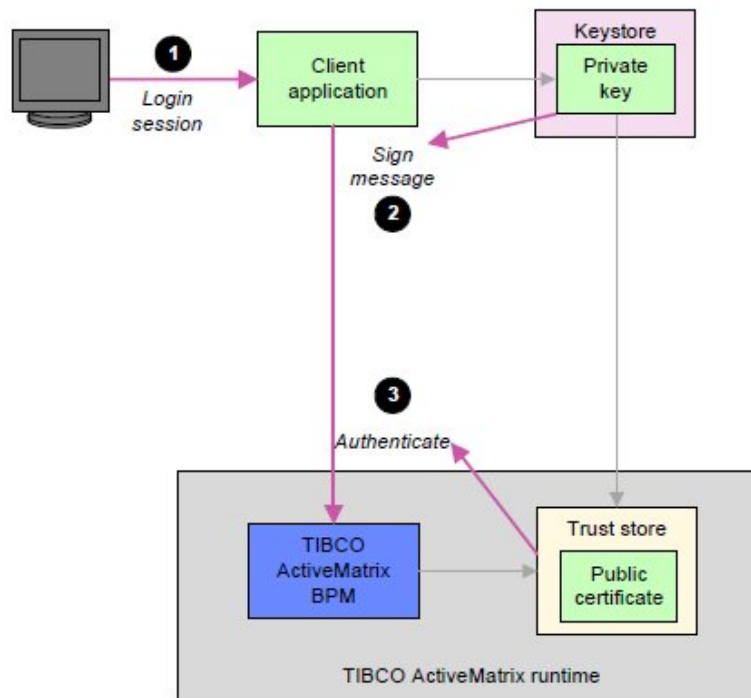 1
Login
session
Client
application
Keystore
Private
key
Sign
message
2
3
Authenticate
TIBCO
ActiveMatrix
BPM
Trust store
Public
certificate
TIBCO ActiveMatrix runtime